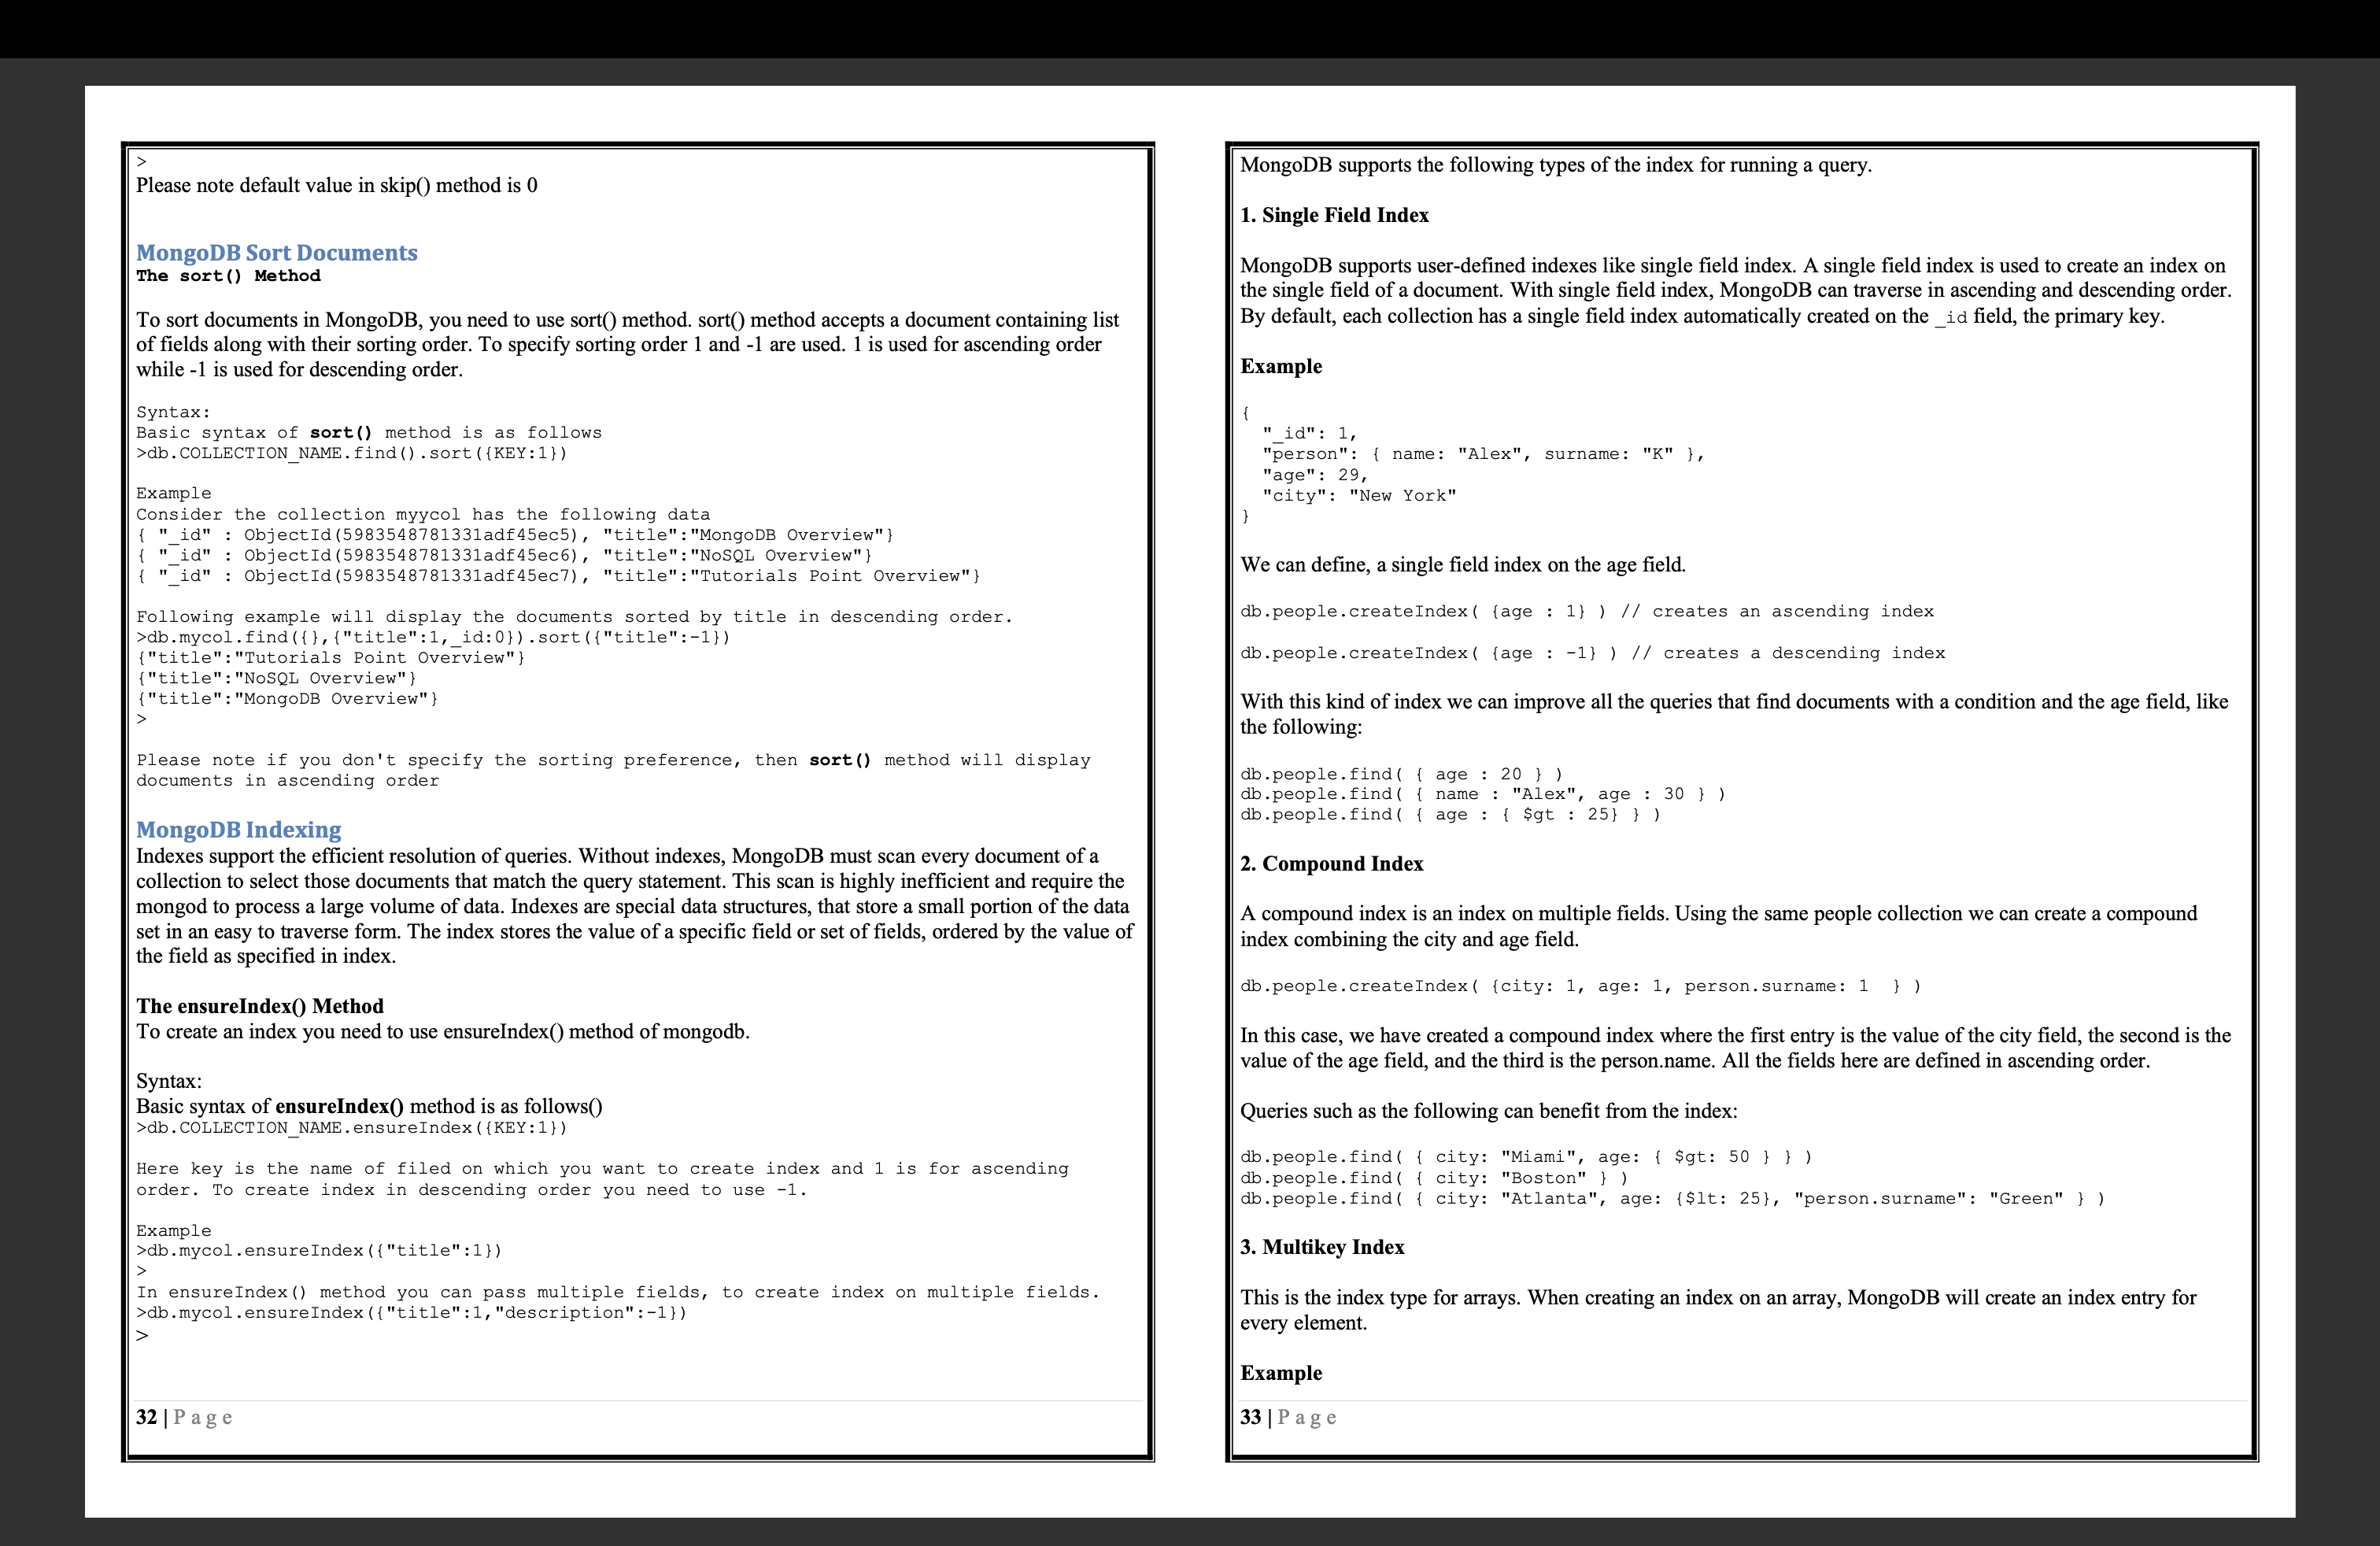 >
Please note default value in skip() method is 0
MongoDB Sort Documents
The sort() Method
To sort documents in MongoDB, you need to use sort() method. sort() method accepts a document containing list
of fields along with their sorting order. To specify sorting order 1 and -1 are used. 1 is used for ascending order
while -1 is used for descending order.
Syntax:
Basic syntax of sort() method is as follows
>db.COLLECTION_NAME.find().sort({KEY:1})
Example
Consider the collection myycol has the following data
{ "_id" : ObjectId(5983548781331adf45ec5), "title":"MongoDB Overview"}
{ "_id" : ObjectId(5983548781331adf45ec6), "title":"NoSQL Overview"}
{ "_id" : ObjectId(5983548781331adf45ec7), "title":"Tutorials Point Overview"}
Following example will display the documents sorted by title in descending order.
>db.mycol.find({},{"title":1,_id:0}).sort({"title":-1})
{"title":"Tutorials Point Overview"}
{"title":"NoSQL Overview"}
{"title":"MongoDB Overview"}
>
Please note if you don't specify the sorting preference, then sort() method will display
documents in ascending order
MongoDB Indexing
Indexes support the efficient resolution of queries. Without indexes, MongoDB must scan every document of a
collection to select those documents that match the query statement. This scan is highly inefficient and require the
mongod to process a large volume of data. Indexes are special data structures, that store a small portion of the data
set in an easy to traverse form. The index stores the value of a specific field or set of fields, ordered by the value of
the field as specified in index.
The ensureIndex() Method
To create an index you need to use ensureIndex() method of mongodb.
Syntax:
Basic syntax of ensureIndex() method is as follows()
>db.COLLECTION_NAME.ensureIndex({KEY:1})
Here key is the name of filed on which you want to create index and 1 is for ascending
order. To create index in descending order you need to use -1.
Example
>db.mycol.ensureIndex({"title":1})
>
In ensureIndex() method you can pass multiple fields, to create index on multiple fields.
>db.mycol.ensureIndex({"title":1,"description":-1})
>
32 | Page
MongoDB supports the following types of the index for running a query.
1. Single Field Index
MongoDB supports user-defined indexes like single field index. A single field index is used to create an index on
the single field of a document. With single field index, MongoDB can traverse in ascending and descending order.
By default, each collection has a single field index automatically created on the _id field, the primary key.
Example
{
"_id": 1,
"person": { name: "Alex", surname: "K" },
"age": 29,
"city": "New York"
}
We can define, a single field index on the age field.
db.people.createIndex( {age : 1} ) // creates an ascending index
db.people.createIndex( {age : -1} ) // creates a descending index
With this kind of index we can improve all the queries that find documents with a condition and the age field, like
the following:
db.people.find( { age : 20 } )
db.people.find( { name : "Alex", age : 30 } )
db.people.find( { age : { $gt : 25} } )
2. Compound Index
A compound index is an index on multiple fields. Using the same people collection we can create a compound
index combining the city and age field.
db.people.createIndex( {city: 1, age: 1, person.surname: 1  } )
In this case, we have created a compound index where the first entry is the value of the city field, the second is the
value of the age field, and the third is the person.name. All the fields here are defined in ascending order.
Queries such as the following can benefit from the index:
db.people.find( { city: "Miami", age: { $gt: 50 } } )
db.people.find( { city: "Boston" } )
db.people.find( { city: "Atlanta", age: {$lt: 25}, "person.surname": "Green" } )
3. Multikey Index
This is the index type for arrays. When creating an index on an array, MongoDB will create an index entry for
every element.
Example
33 | Page